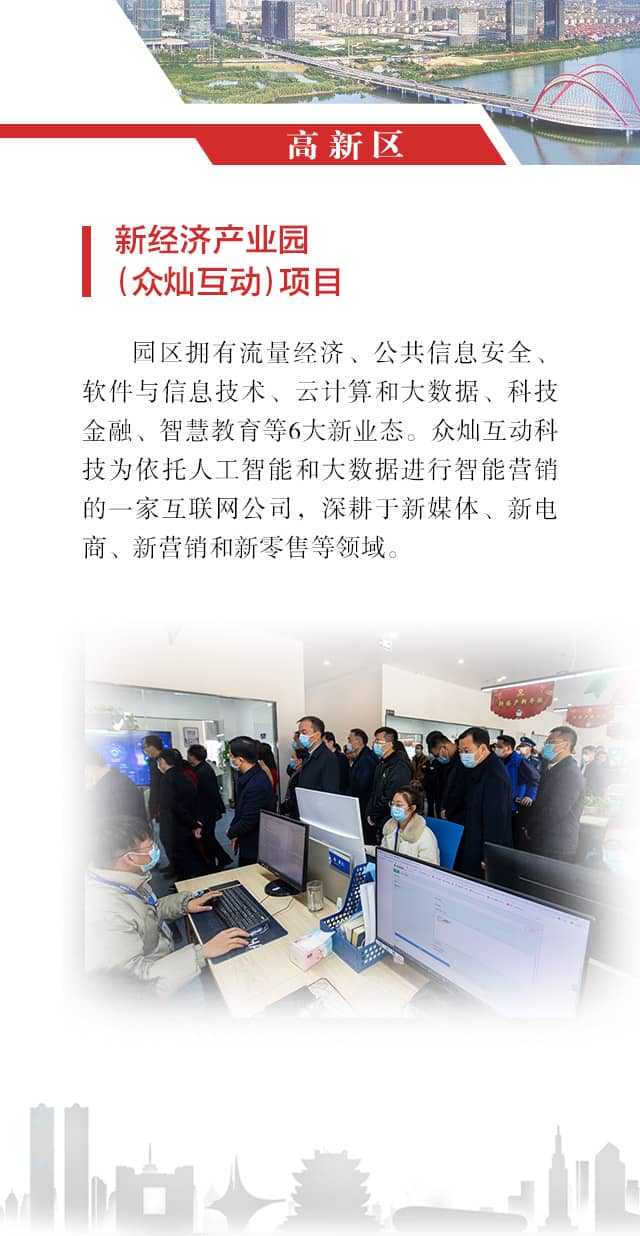 高新区
新经济产业园
（众灿互动）项目
园区拥有流量经济、公共信息安全、
软件与信息技术、云计算和大数据、科技
金融、智慧教育等6大新业态。众灿互动科
技为依托人工智能和大数据进行智能营销
的一家互联网公司，深耕于新媒体、新电
商、新营销和新零售等领域。